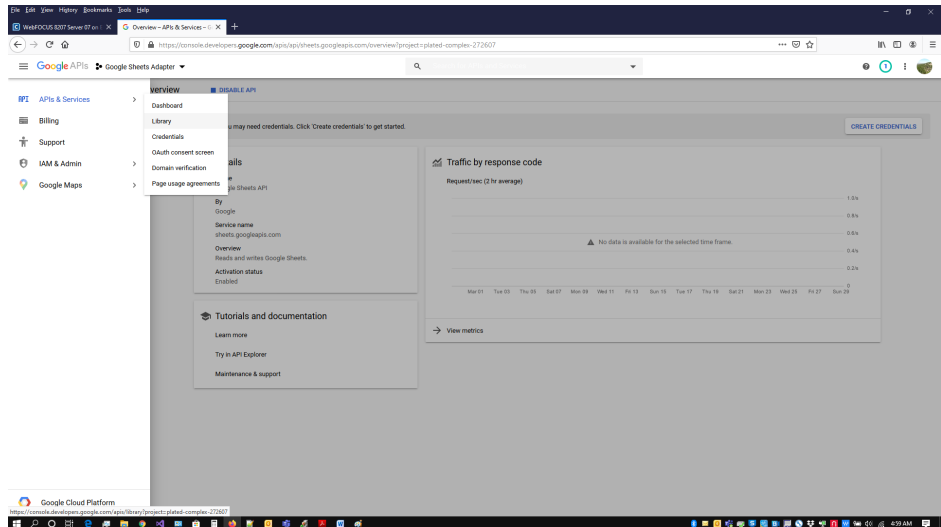 File Edit View History Bookmarks Tools Help
WebFOCUS 8207 Server 07 on
Overview – APIs & Services – G
https://console.developers.google.com/apis/api/sheets.googleapis.com/overview?project=plated-complex-272607
Google APIs Google Sheets Adapter
1
API APIs & Services
Billing
Support
IAM & Admin
Google Maps
Dashboard
Library
Credentials
OAuth consent screen
Domain verification
Page usage agreements
verview
DISABLE API
u may need credentials. Click 'Create credentials' to get started.
CREATE CREDENTIALS
ails
gle Sheets API
By
Google
Service name
sheets.googleapis.com
Overview
Reads and writes Google Sheets.
Activation status
Enabled
Tutorials and documentation
Learn more
Try in API Explorer
Maintenance & support
Traffic by response code
Request/sec (2 hr average)
1.0/s
0.8/s
0.6/s
0.4/s
0.2/s
0
No data is available for the selected time frame.
Mar 01 Tue 03 Thu 05 Sat 07 Mon 09 Wed 11 Fri 13 Sun 15 Tue 17 Thu 19 Sat 21 Mon 23 Wed 25 Fri 27 Sun 29
View metrics
Google Cloud Platform
https://console.developers.google.com/apis/library?project=plated-complex-272607
4:59 AM